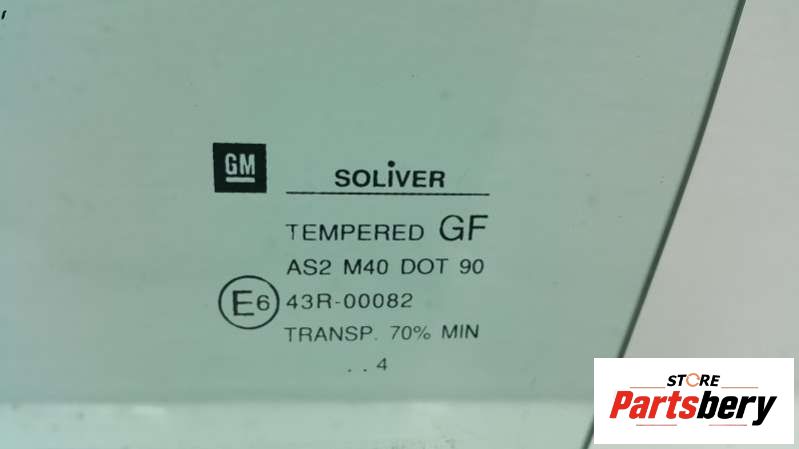 GM
SOLiVER
TEMPERED GF
AS2 M40 DOT 90
E6 43R-00082
TRANSP. 70% MIN
. . 4
STORE
Partsbery